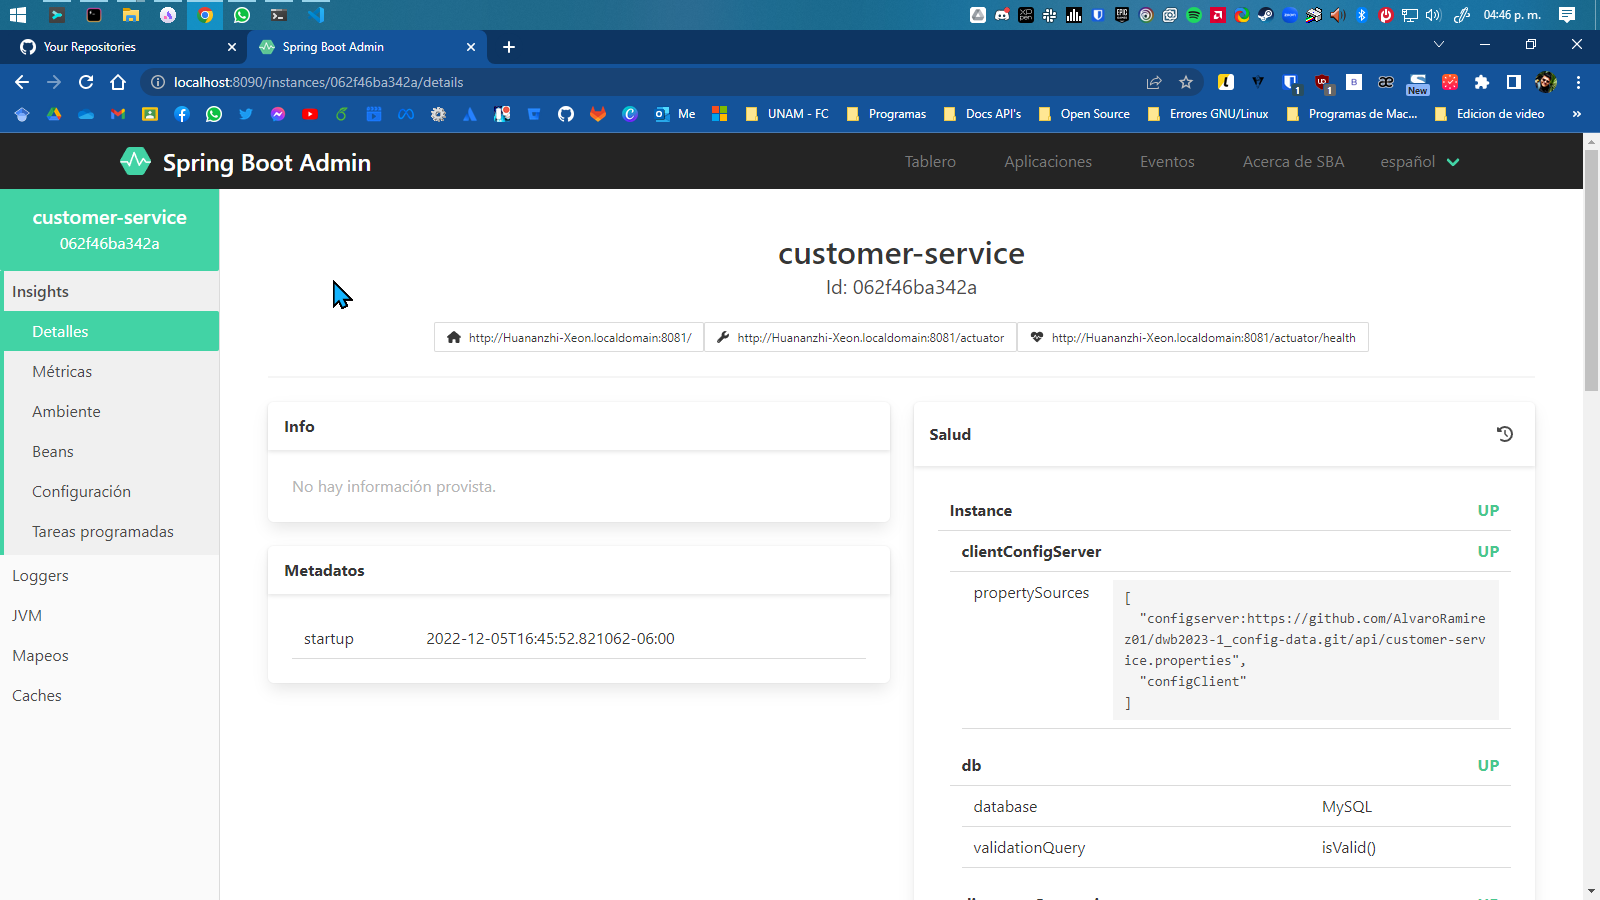 04:46 p. m.
Your Repositories
Spring Boot Admin
localhost:8090/instances/062f46ba342a/details
New
Me
UNAM - FC
Programas
Docs API's
Open Source
Errores GNU/Linux
Programas de Mac...
Edicion de video
Spring Boot Admin
Tablero
Aplicaciones
Eventos
Acerca de SBA
español
customer-service
062f46ba342a
Insights
Detalles
Métricas
Ambiente
Beans
Configuración
Tareas programadas
Loggers
JVM
Mapeos
Caches
customer-service
Id: 062f46ba342a
http://Huananzhi-Xeon.localdomain:8081/
http://Huananzhi-Xeon.localdomain:8081/actuator
http://Huananzhi-Xeon.localdomain:8081/actuator/health
Info
No hay información provista.
Metadatos
startup 2022-12-05T16:45:52.821062-06:00
Salud
Instance UP
clientConfigServer UP
propertySources
[
"configserver:https://github.com/AlvaroRamire
z01/dwb2023-1_config-data.git/api/customer-ser
vice.properties",
"configClient"
]
db UP
database MySQL
validationQuery isValid()